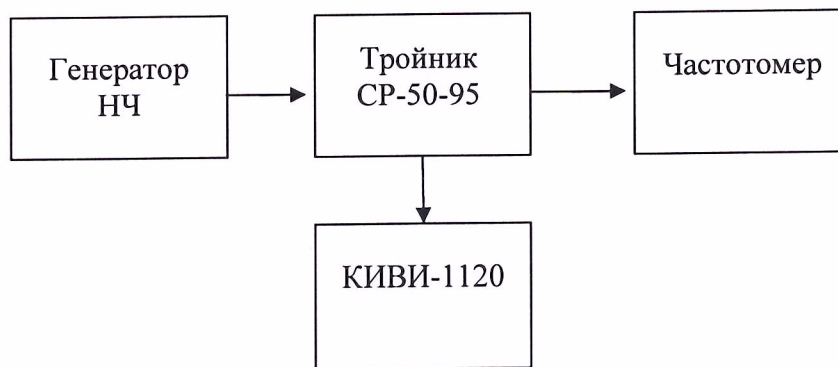 Генератор
НЧ
Тройник
СР-50-95
Частотомер
КИВИ-1120